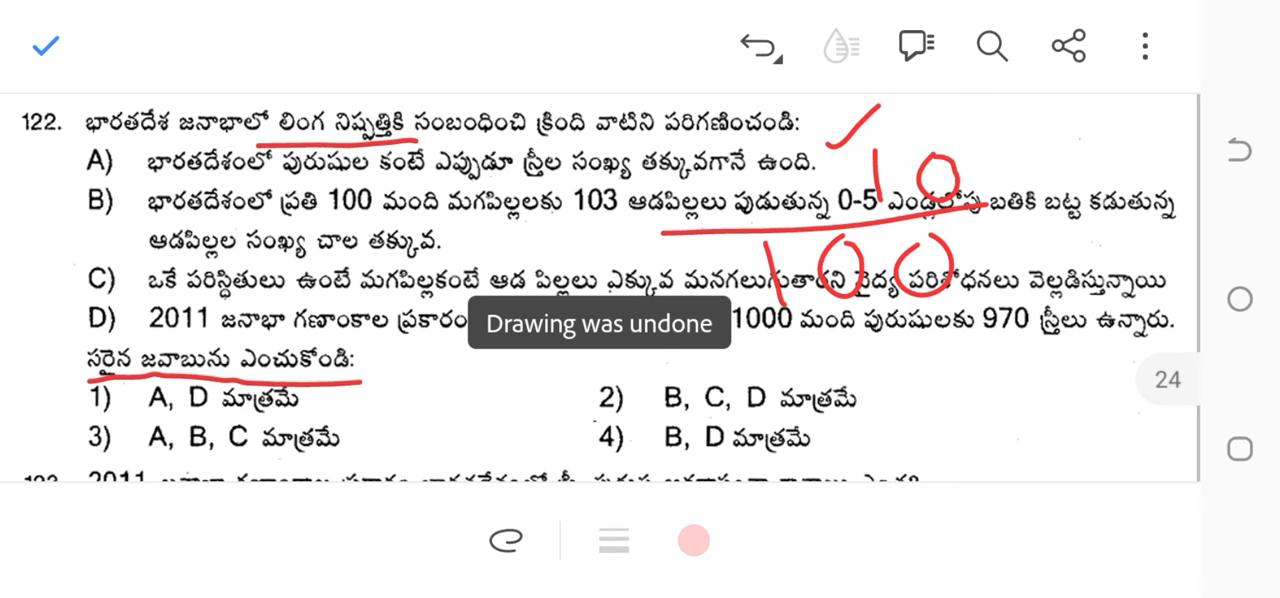 122. భారతదేశ జనాభాలో లింగ నిష్పత్తికి సంబంధించి క్రింది వాటిని పరిగణించండి:
A) భారతదేశంలో పురుషుల కంటే ఎప్పుడూ స్త్రీల సంఖ్య తక్కువగానే ఉంది.
10
B) భారతదేశంలో ప్రతి 100 మంది మగపిల్లలకు 103 ఆడపిల్లలు పుడుతున్న 0-5 ఎండ్లలోపు బతికి బట్ట కడుతున్న
ఆడపిల్లల సంఖ్య చాల తక్కువ.
100
C) ఒకే పరిస్థితులు ఉంటే మగపిల్లకంటే ఆడ పిల్లలు ఎక్కువ మనగలుగుతారని వైద్య పరిశోధనలు వెల్లడిస్తున్నాయి
D) 2011 జనాభా గణాంకాల ప్రకారం 1000 మంది పురుషులకు 970 స్త్రీలు ఉన్నారు.
Drawing was undone
సరైన జవాబును ఎంచుకోండి:
24
1) A, D మాత్రమే 2) B, C, D మాత్రమే
3) A, B, C మాత్రమే 4) B, D మాత్రమే